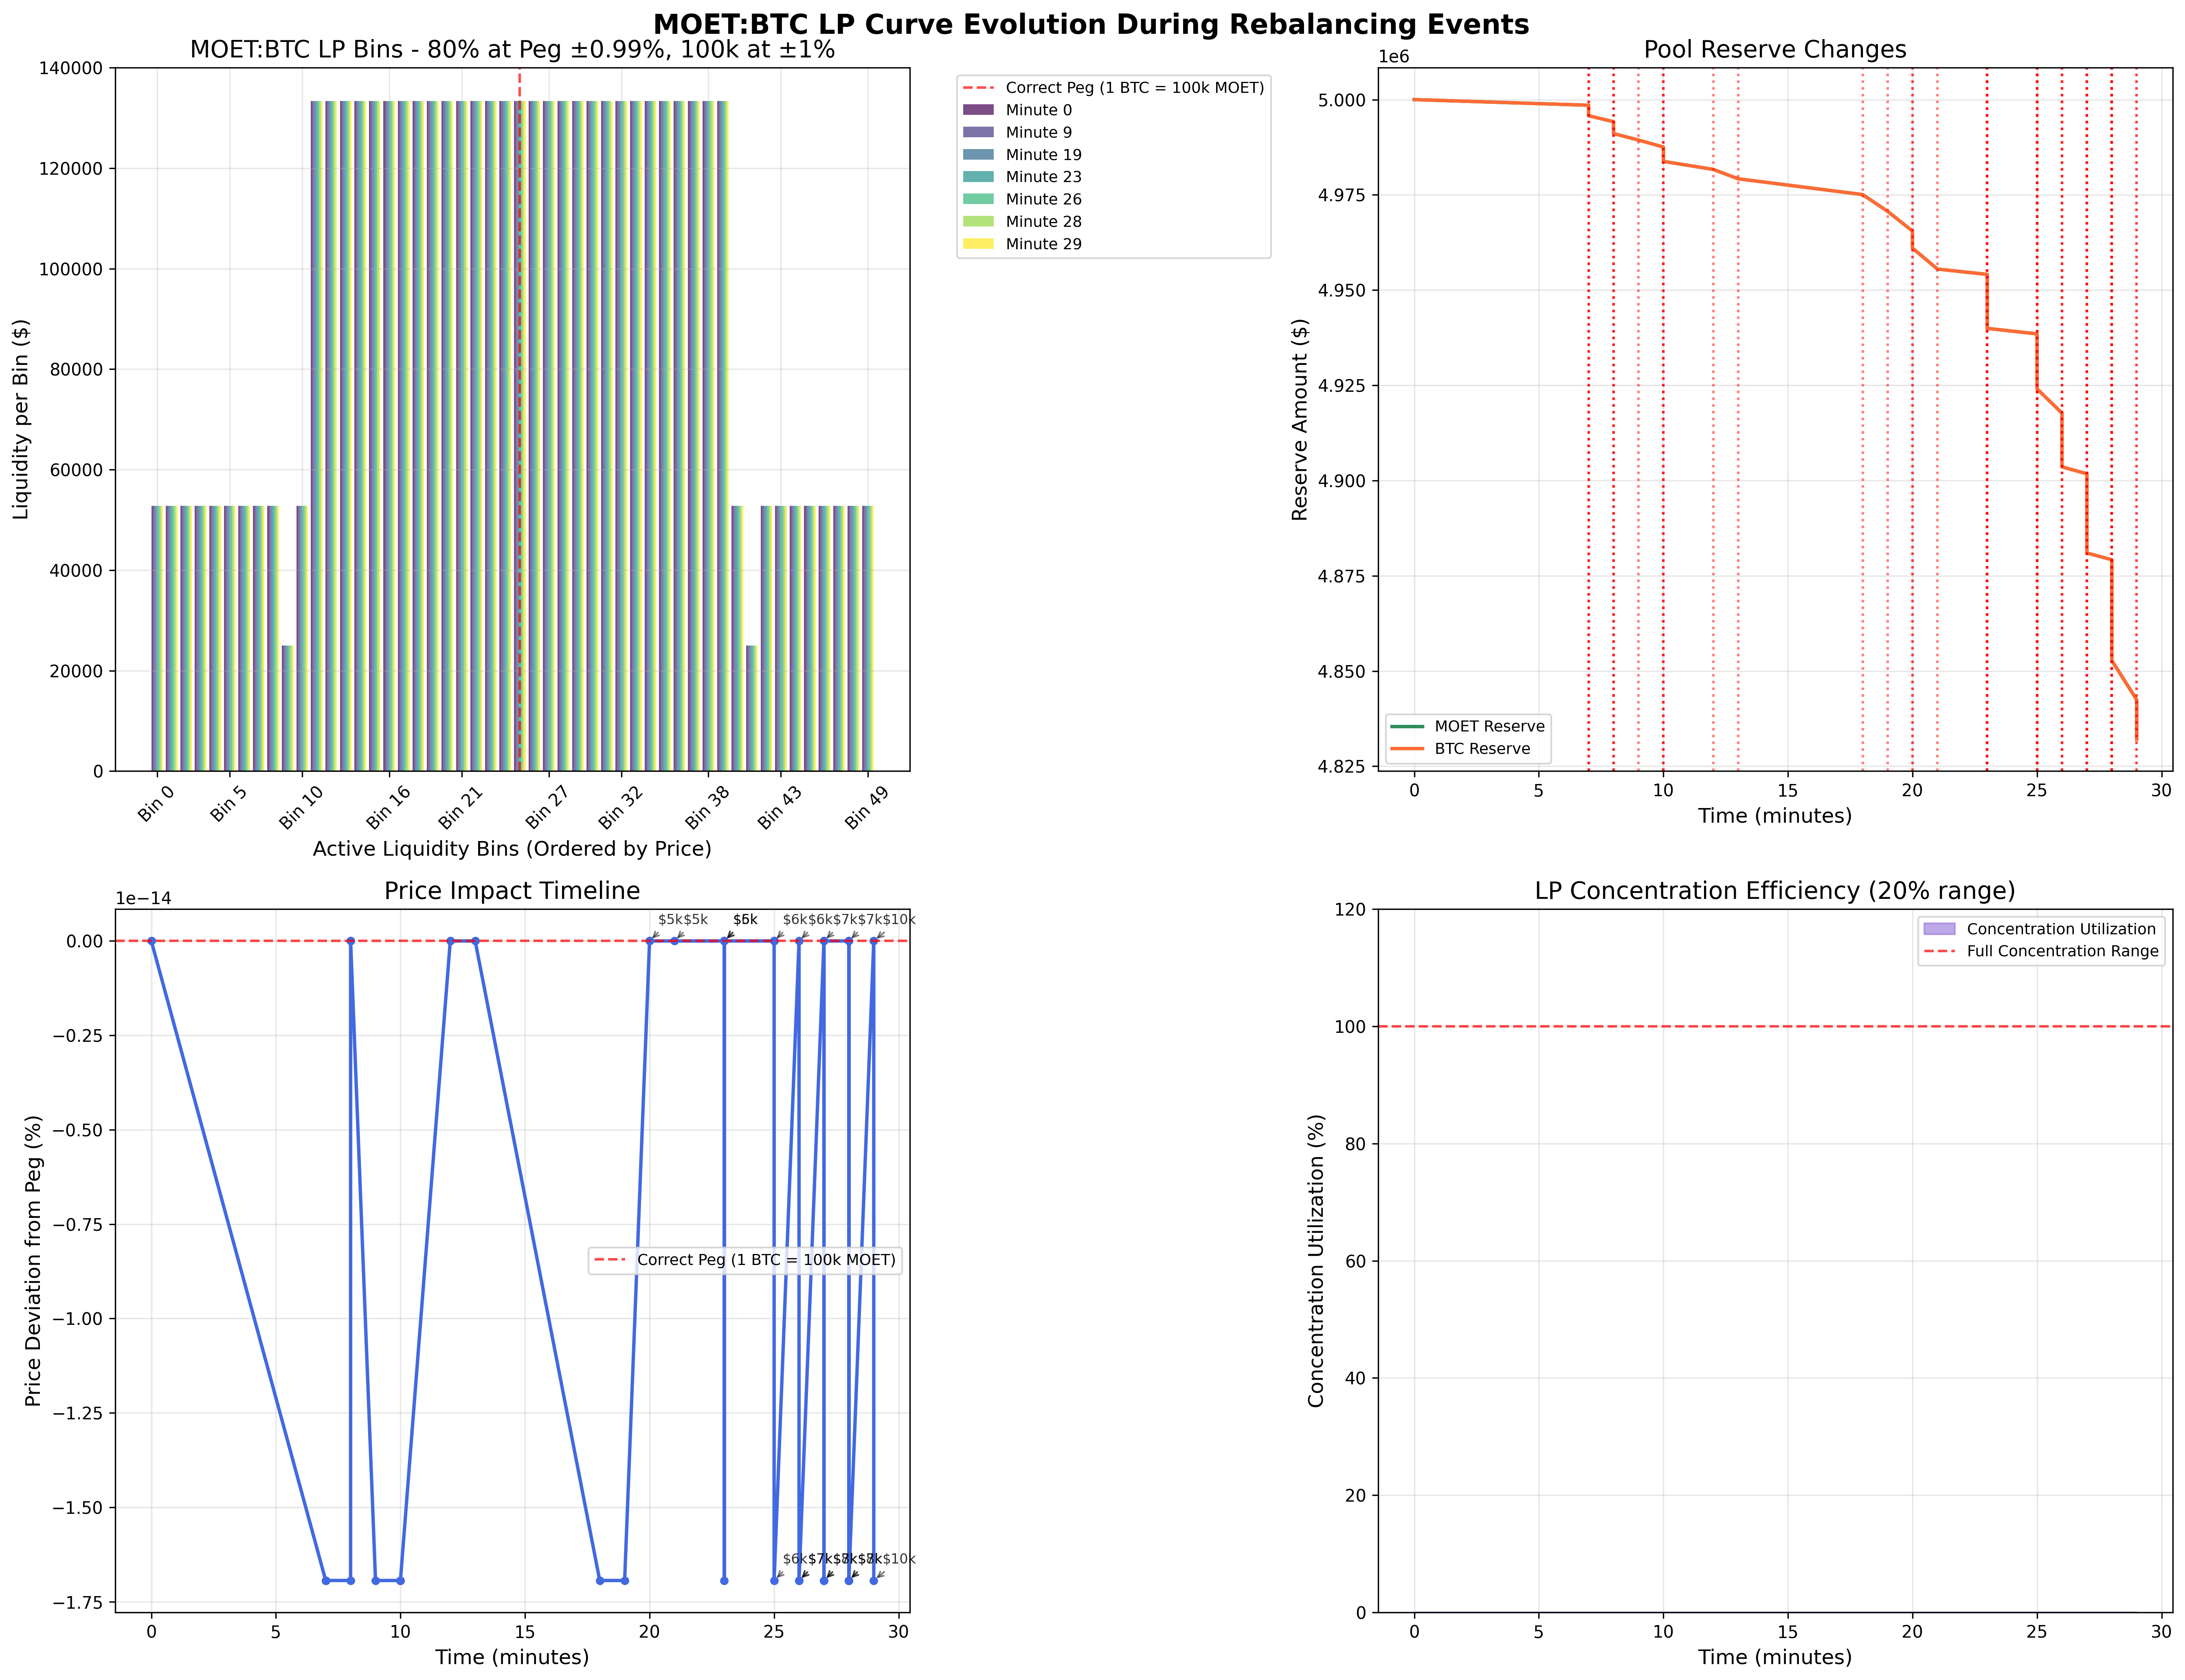 MOET:BTC LP Curve Evolution During Rebalancing Events
MOET:BTC LP Bins - 80% at Peg ±0.99%, 100k at ±1%
140000
120000
100000
80000
60000
40000
20000
0
Liquidity per Bin ($)
Bin 0
Bin 5
Bin 10
Bin 16
Bin 21
Bin 27
Bin 32
Bin 38
Bin 43
Bin 49
Active Liquidity Bins (Ordered by Price)
Correct Peg (1 BTC = 100k MOET)
Minute 0
Minute 9
Minute 19
Minute 23
Minute 26
Minute 28
Minute 29
Pool Reserve Changes
1e6
5.000
4.975
4.950
4.925
4.900
4.875
4.850
4.825
Reserve Amount ($)
MOET Reserve
BTC Reserve
0 5 10 15 20 25 30
Time (minutes)
Price Impact Timeline
1e−14
0.00
−0.25
−0.50
−0.75
−1.00
−1.25
−1.50
−1.75
Price Deviation from Peg (%)
$5k $5k $6k $6k $7k $7k $10k
Correct Peg (1 BTC = 100k MOET)
$6k $7k $10k
0 5 10 15 20 25 30
Time (minutes)
LP Concentration Efficiency (20% range)
120
100
80
60
40
20
0
Concentration Utilization (%)
Concentration Utilization
Full Concentration Range
0 5 10 15 20 25 30
Time (minutes)